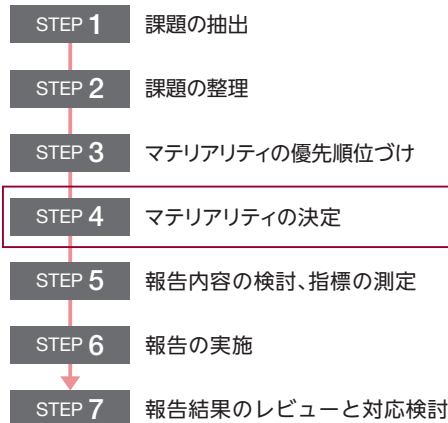 STEP 1 課題の抽出
STEP 2 課題の整理
STEP 3 マテリアリティの優先順位づけ
STEP 4 マテリアリティの決定
STEP 5 報告内容の検討、指標の測定
STEP 6 報告の実施
STEP 7 報告結果のレビューと対応検討